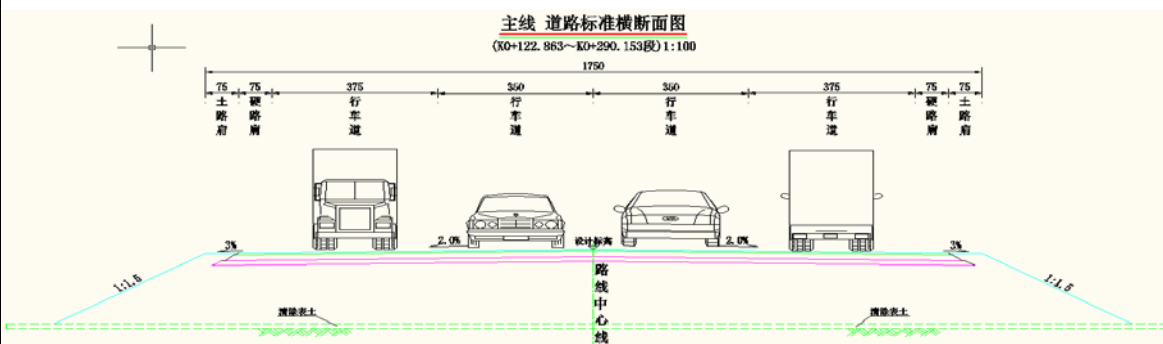 主线 道路标准横断面图
(K0+122.863～K0+290.153段)1:100
1750
75 75 375 350 350 375 75 75
土路肩 硬路肩 行车道 行车道 行车道 行车道 硬路肩 土路肩
3% 2.0% 设计标高 2.0% 3%
1:1.5 1:1.5
路线中心线
清除表土 清除表土